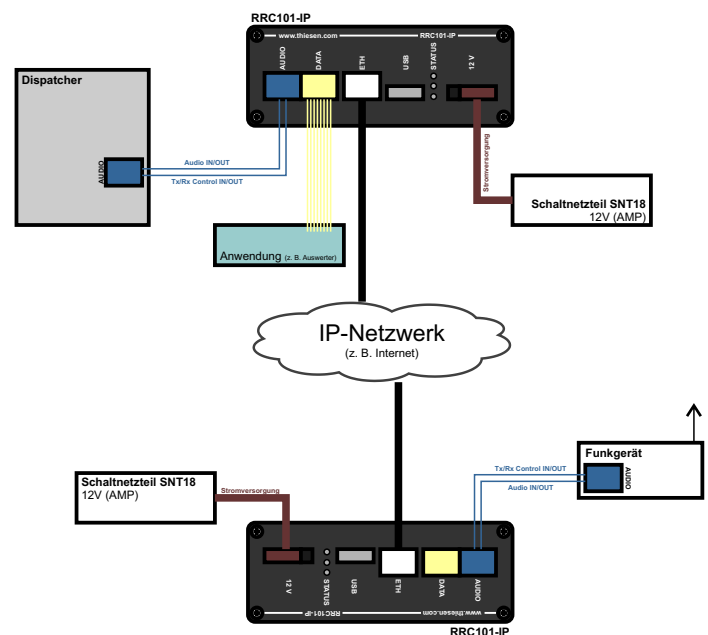 RRC101-IP
www.thiesen.com
RRC101-IP
AUDIO
DATA
ETH
USB
STATUS
12 V
Dispatcher
AUDIO
Audio IN/OUT
Tx/Rx Control IN/OUT
Stromversorgung
Schaltnetzteil SNT18
12V (AMP)
Anwendung (z. B. Auswerter)
IP-Netzwerk
(z. B. Internet)
Funkgerät
AUDIO
Tx/Rx Control IN/OUT
Audio IN/OUT
Schaltnetzteil SNT18
12V (AMP)
Stromversorgung
12 V
STATUS
USB
ETH
DATA
AUDIO
RRC101-IP
www.thiesen.com
RRC101-IP